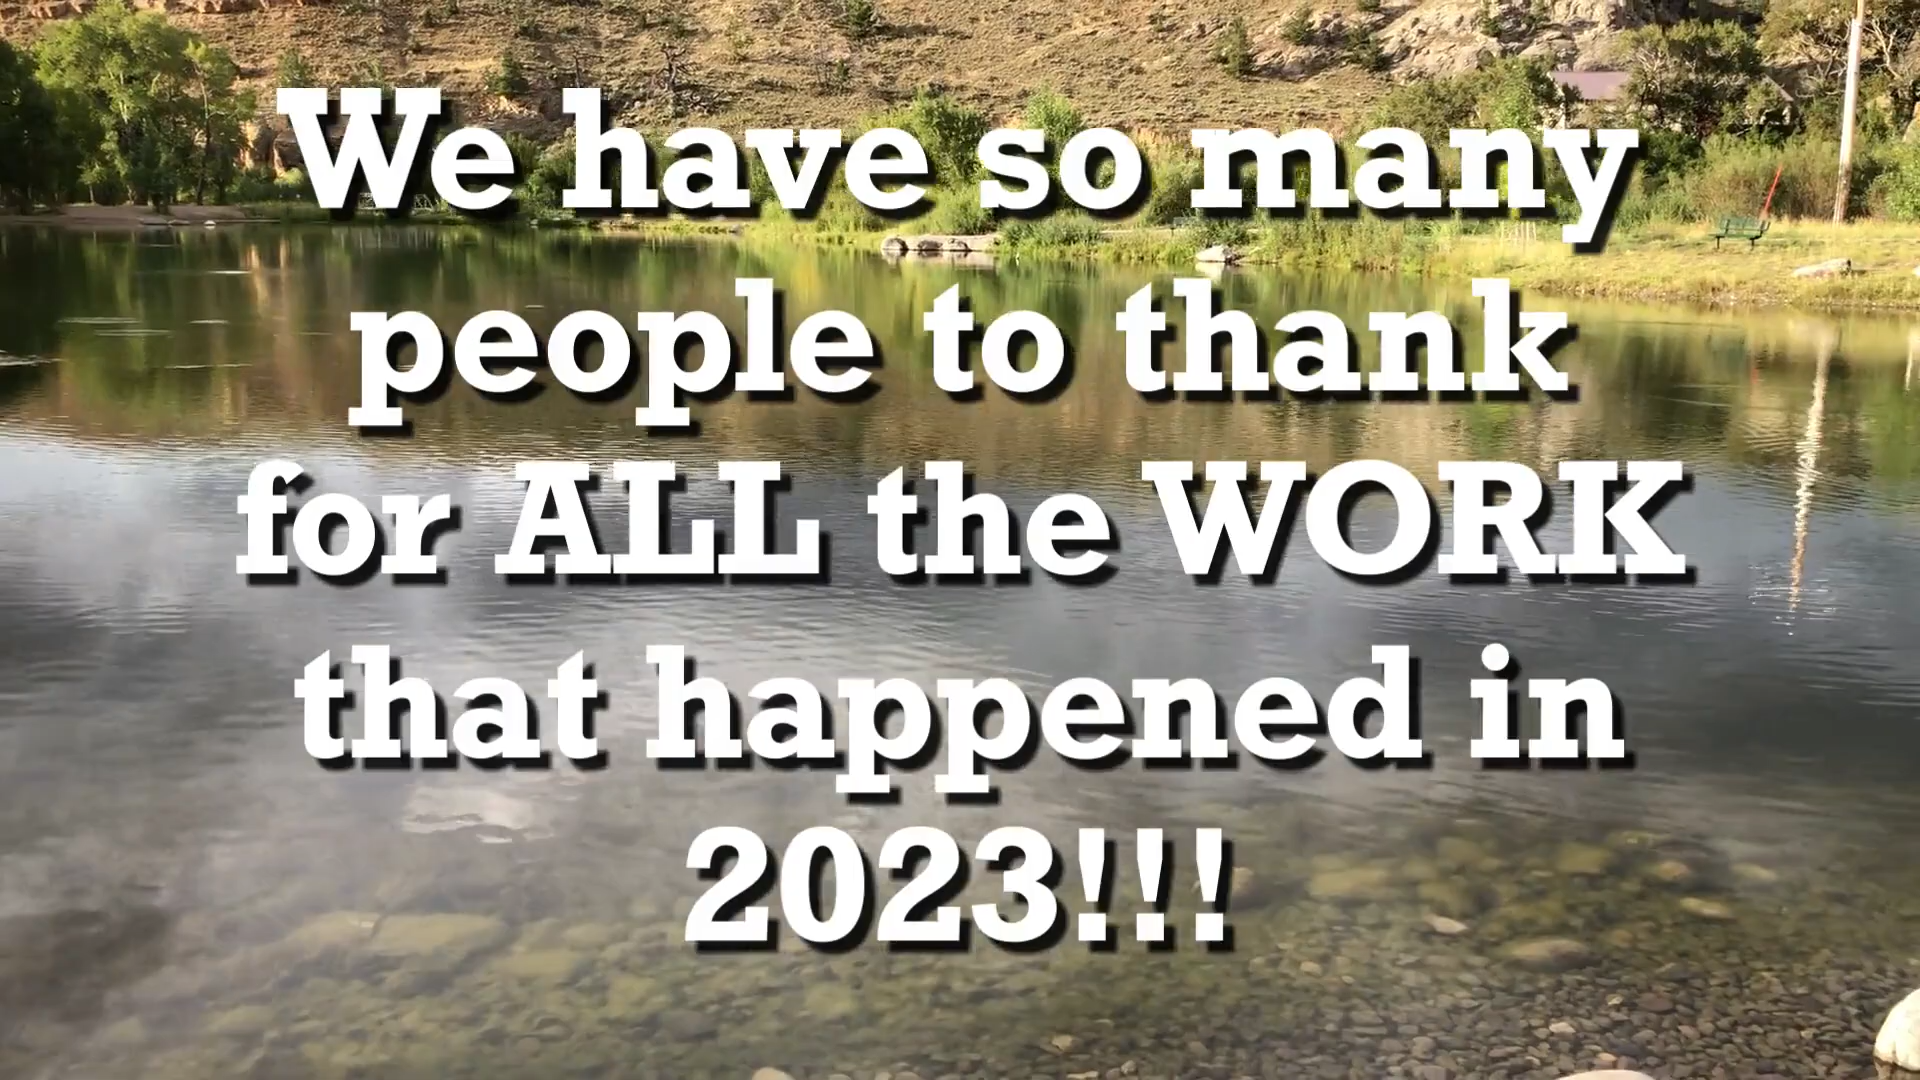 We have so many
people to thank
for ALL the WORK
that happened in
2023!!!